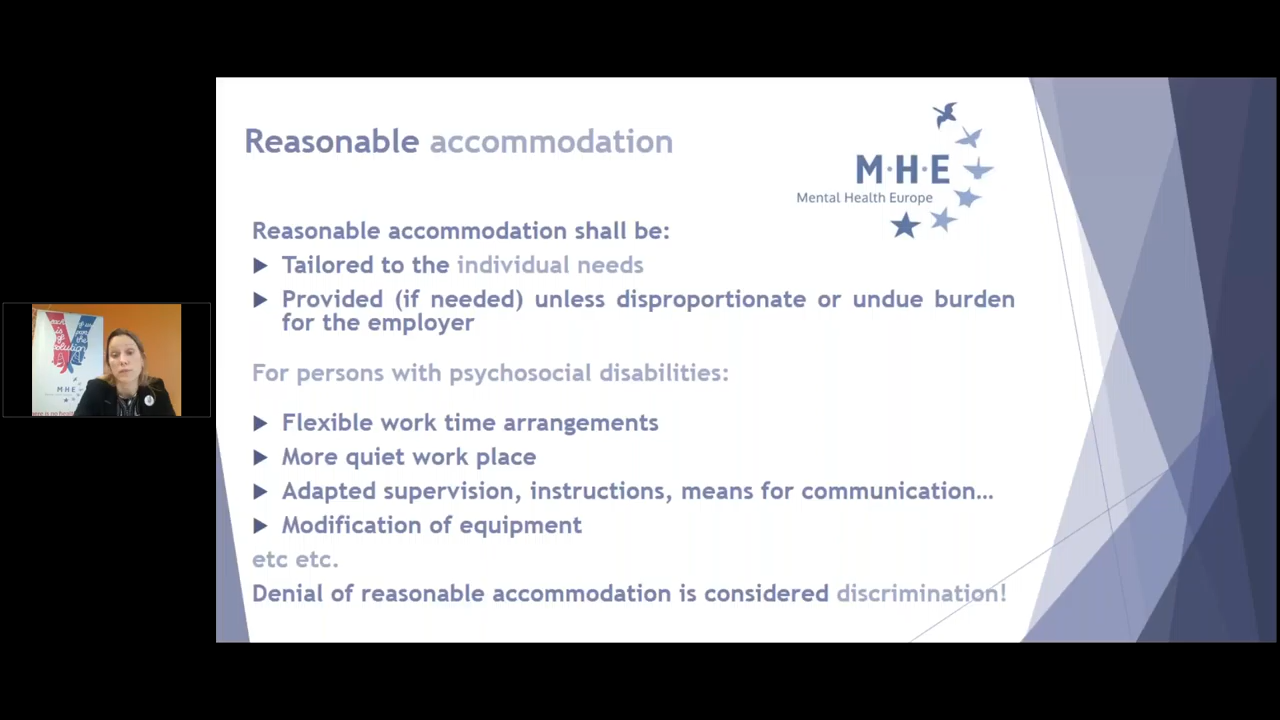 Reasonable accommodation
M·H·E
Mental Health Europe
Reasonable accommodation shall be:
Tailored to the individual needs
Provided (if needed) unless disproportionate or undue burden
for the employer
For persons with psychosocial disabilities:
Flexible work time arrangements
More quiet work place
Adapted supervision, instructions, means for communication…
Modification of equipment
etc etc.
Denial of reasonable accommodation is considered discrimination!
is
M·H·E